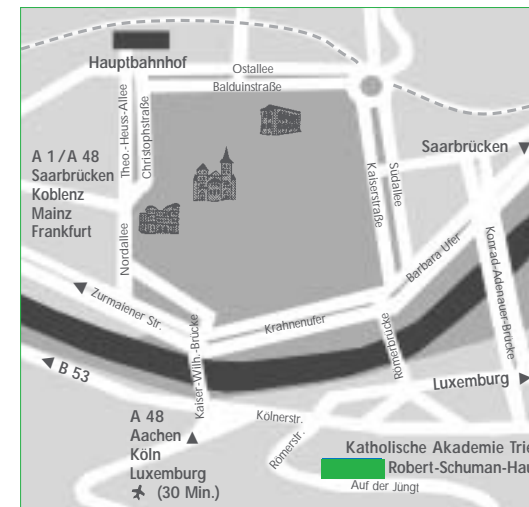 Hauptbahnhof
Ostallee
Balduinstraße
Theo.-Heuss-Allee
Christophstraße
A 1/A 48
Saarbrücken
Koblenz
Mainz
Frankfurt
Nordallee
Kaiserstraße
Südallee
Saarbrücken
Konrad-Adenauer-Brücke
Barbara Ufer
Zurmaiener Str.
Krahnenufer
Kaiser-Wilh.-Brücke
Römerbrücke
B 53
Luxemburg
A 48
Aachen
Köln
Luxemburg
(30 Min.)
Kölnerstr.
Römerstr.
Katholische Akademie Trie
Robert-Schuman-Hau
Auf der Jüngt